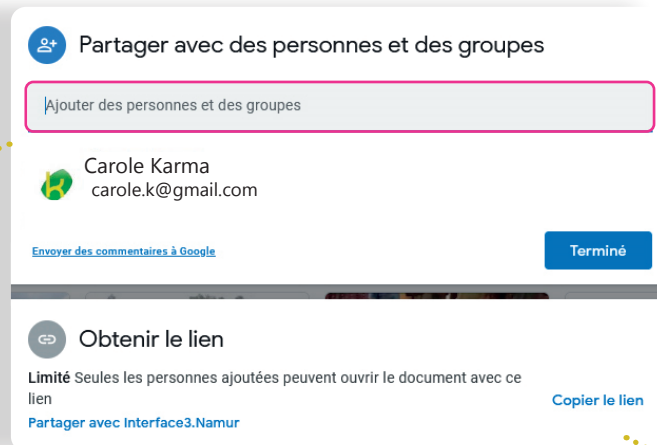 Partager avec des personnes et des groupes
Ajouter des personnes et des groupes
Carole Karma
carole.k@gmail.com
Envoyer des commentaires à Google
Terminé
Obtenir le lien
Limité Seules les personnes ajoutées peuvent ouvrir le document avec ce
lien
Copier le lien
Partager avec Interface3.Namur